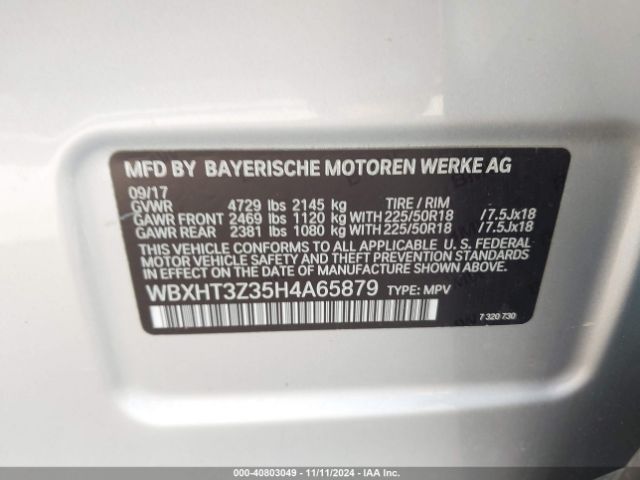 MFD BY BAYERISCHE MOTOREN WERKE AG
09/17
GVWR 4729 lbs 2145 kg TIRE / RIM
GAWR FRONT 2469 lbs 1120 kg WITH 225/50R18 /7.5Jx18
GAWR REAR 2381 lbs 1080 kg WITH 225/50R18 /7.5Jx18
THIS VEHICLE CONFORMS TO ALL APPLICABLE U. S. FEDERAL
MOTOR VEHICLE SAFETY, BUMPER, AND THEFT PREVENTION
STANDARDS IN EFFECT ON THE DATE OF MANUFACTURE SHOWN ABOVE.
WBXHT3Z35H4A65879 TYPE: MPV
7 320 730
000-40803049 - 11/11/2024 - IAAI.CA